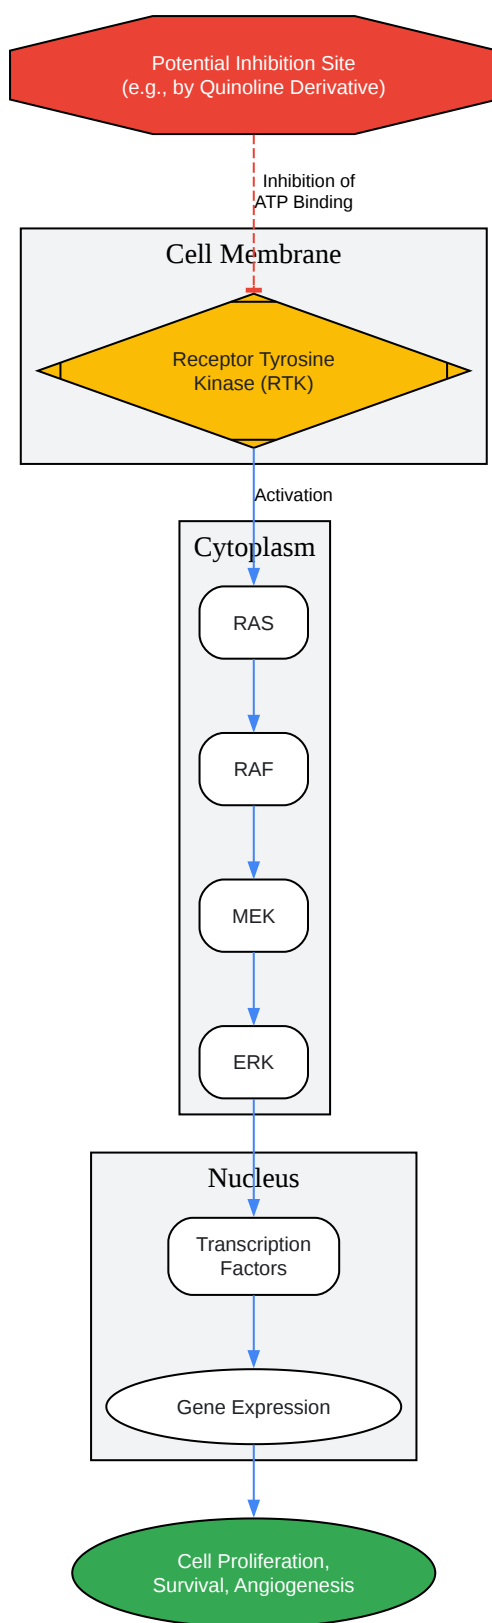 Potential Inhibition Site
(e.g., by Quinoline Derivative)
Inhibition of
ATP Binding
Cell Membrane
Receptor Tyrosine
Kinase (RTK)
Activation
Cytoplasm
RAS
RAF
MEK
ERK
Nucleus
Transcription
Factors
Gene Expression
Cell Proliferation,
Survival, Angiogenesis